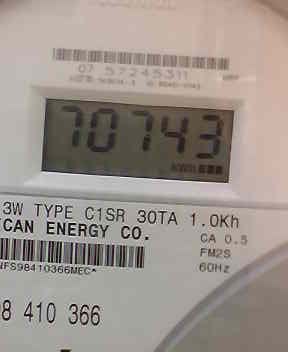 07 57245311
70743
KWH
3W TYPE C1SR 30TA 1.0Kh
CAN ENERGY CO.
CA 0.5
FM2S
60Hz
NFS98410366MEC*
8 410 366